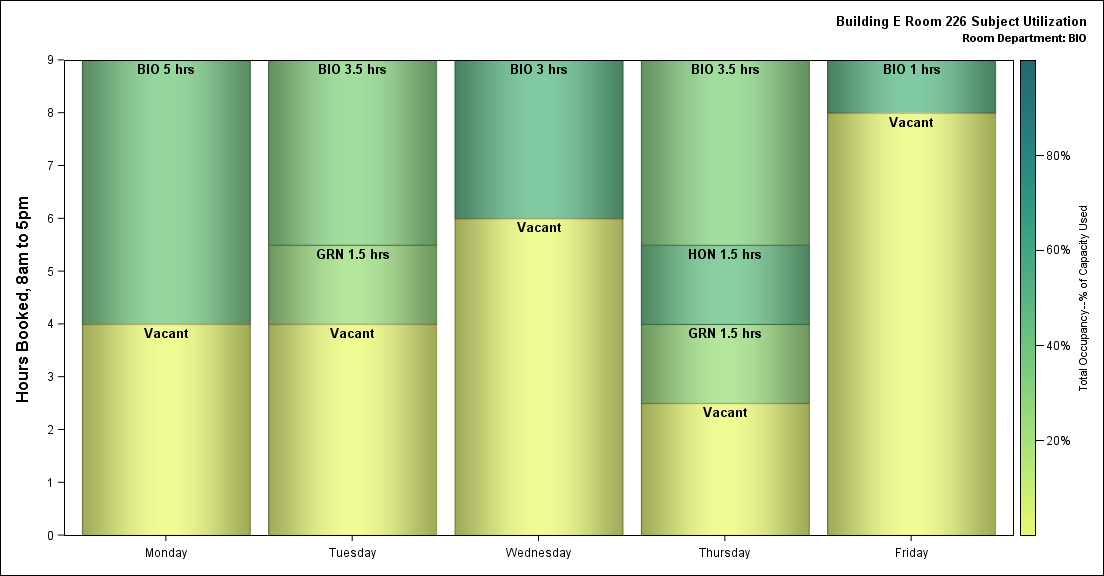 Building E Room 226 Subject Utilization
Room Department: BIO
Hours Booked, 8am to 5pm
9
8
7
6
5
4
3
2
1
0
BIO 5 hrs
Vacant
BIO 3.5 hrs
GRN 1.5 hrs
Vacant
BIO 3 hrs
Vacant
BIO 3.5 hrs
HON 1.5 hrs
GRN 1.5 hrs
Vacant
BIO 1 hrs
Vacant
Monday
Tuesday
Wednesday
Thursday
Friday
80%
60%
40%
20%
Total Occupancy--% of Capacity Used